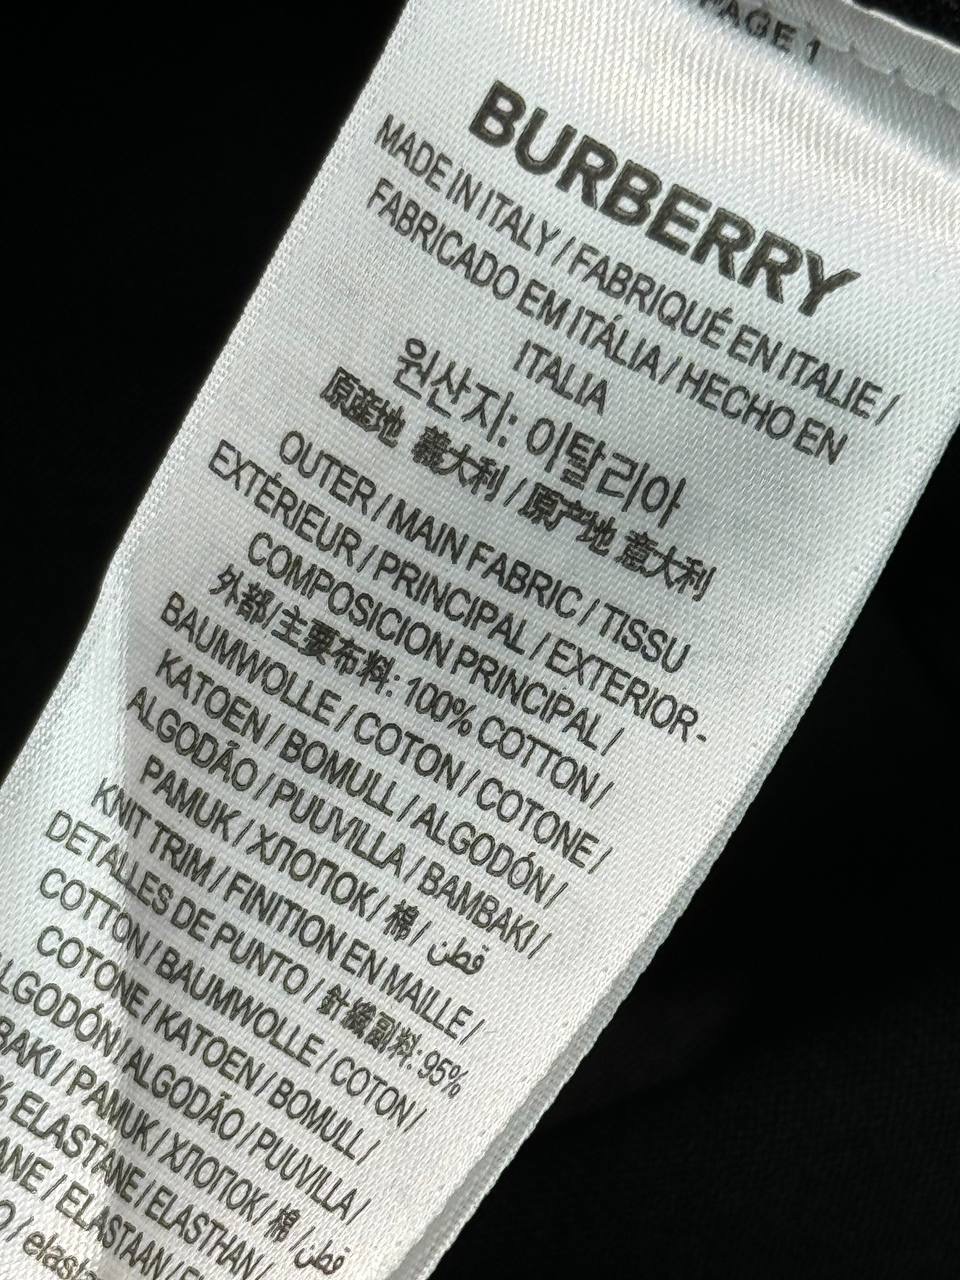 AGE 1
BURBERRY
MADE IN ITALY / FABRIQUÉ EN ITALIE /
FABRICADO EM ITÁLIA / HECHO EN
ITALIA
원산지: 이탈리아
原産地 義大利 / 原产地 意大利
OUTER / MAIN FABRIC / TISSU
EXTÉRIEUR / PRINCIPAL / EXTERIOR-
COMPOSICION PRINCIPAL /
外部/主要布料: 100% COTTON /
BAUMWOLLE / COTON / COTONE /
KATOEN / BOMULL / ALGODÓN /
ALGODÃO / PUUVILLA / BAMBAKI /
PAMUK / ХЛОПОК / 棉 / قطن
KNIT TRIM / FINITION EN MAILLE /
DETALLES DE PUNTO / 針織副料: 95%
COTTON / BAUMWOLLE / COTON /
COTONE / KATOEN / BOMULL /
LGODÓN / ALGODÃO / PUUVILLA /
BAKI / PAMUK / ХЛОПОК / 棉 / قطن
% ELASTANE / ELASTHAN /
ANE / ELASTAAN /
O / elasta